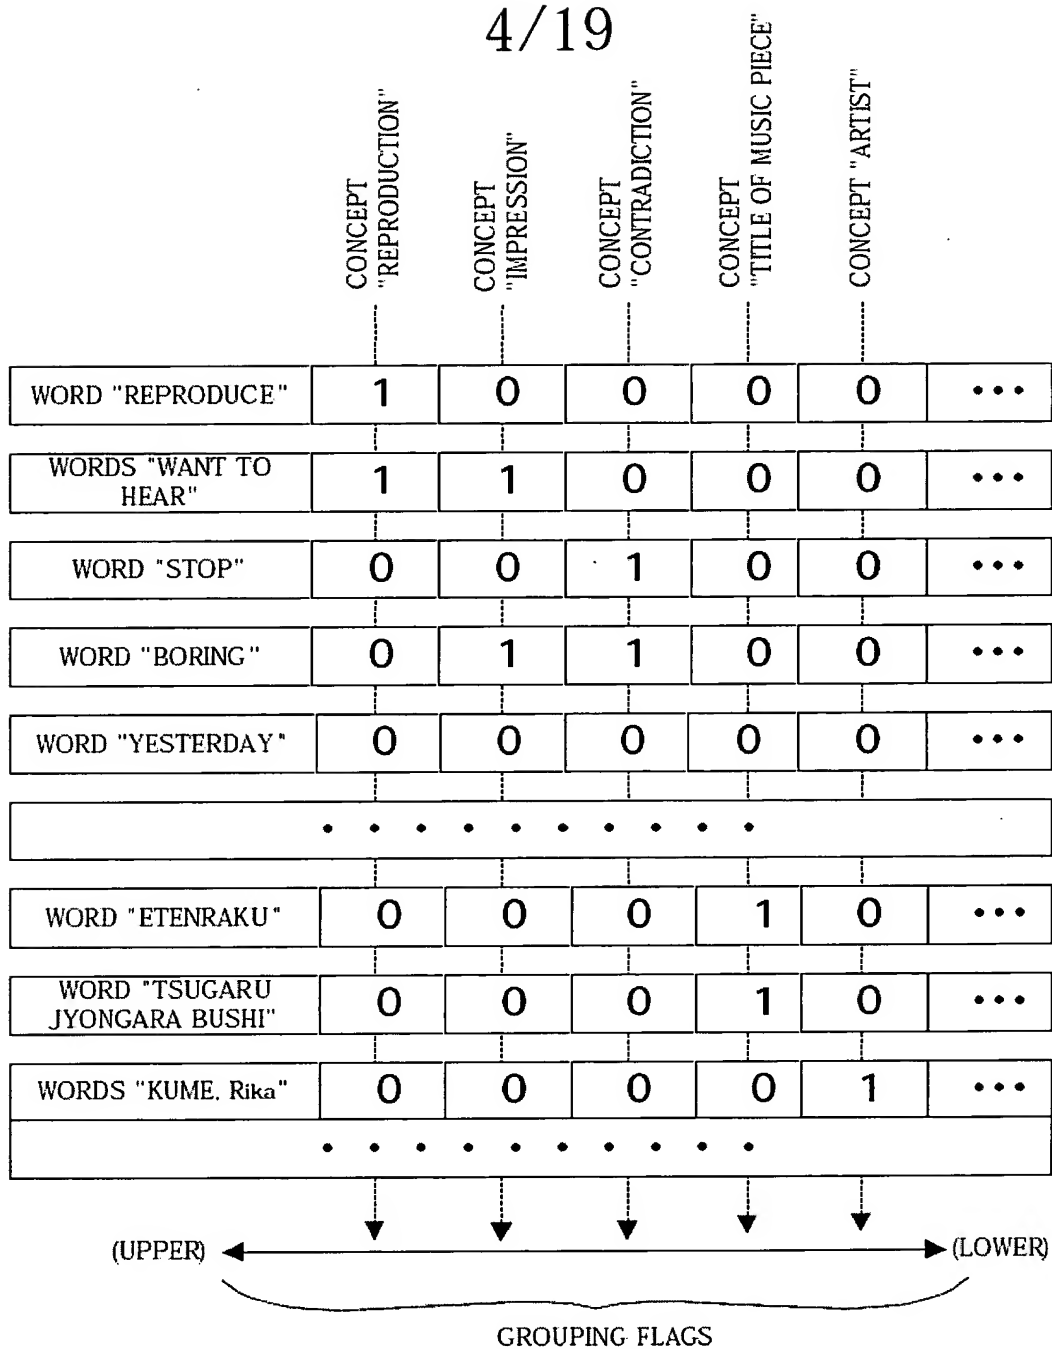 4/19
CONCEPT
"REPRODUCTION"
CONCEPT
"IMPRESSION"
CONCEPT
"CONTRADICTION"
CONCEPT
"TITLE OF MUSIC PIECE"
CONCEPT "ARTIST"
WORD "REPRODUCE" 1 0 0 0 0 •••
WORDS "WANT TO
HEAR" 1 1 0 0 0 •••
WORD "STOP" 0 0 1 0 0 •••
WORD "BORING" 0 1 1 0 0 •••
WORD "YESTERDAY" 0 0 0 0 0 •••
• • • • • • • • • •
WORD "ETENRAKU" 0 0 0 1 0 •••
WORD "TSUGARU
JYONGARA BUSHI" 0 0 0 1 0 •••
WORDS "KUME, Rika" 0 0 0 0 1 •••
• • • • • • • • • •
(UPPER) (LOWER)
GROUPING FLAGS